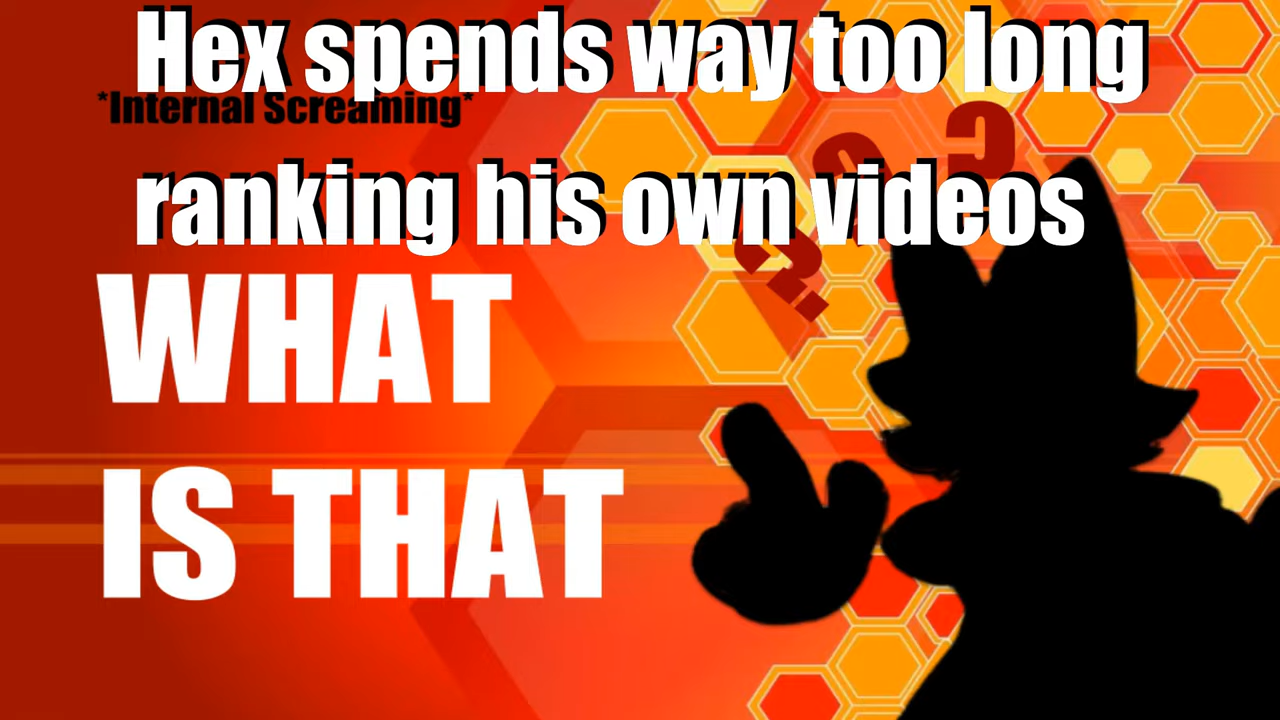 Hex spends way too long
*Internal Screaming*
ranking his own videos
???
WHAT
IS THAT